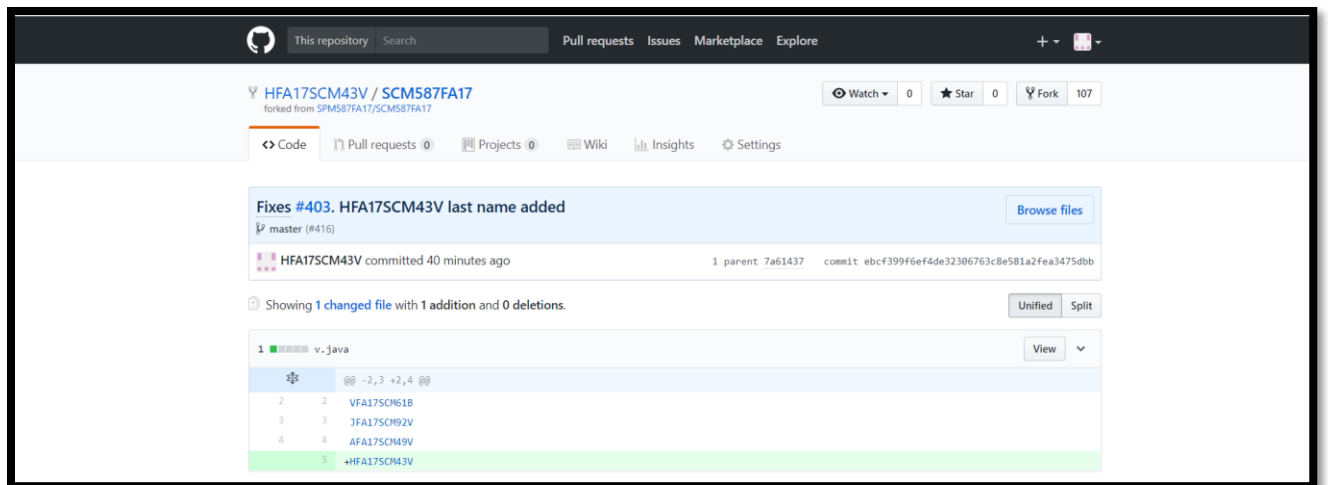 This repository Search Pull requests Issues Marketplace Explore
HFA17SCM43V / SCM587FA17
forked from SPM587FA17/SCM587FA17
Watch 0 Star 0 Fork 107
Code Pull requests 0 Projects 0 Wiki Insights Settings
Fixes #403. HFA17SCM43V last name added
Browse files
master (#416)
HFA17SCM43V committed 40 minutes ago
1 parent 7a61437 commit ebcf399f6ef4de32306763c8e581a2fea3475dbb
Showing 1 changed file with 1 addition and 0 deletions.
Unified Split
1 v.java
View
@@ -2,3 +2,4 @@
2 2 VFA17SCM61B
3 3 JFA17SCM92V
4 4 AFA17SCM49V
5 +HFA17SCM43V